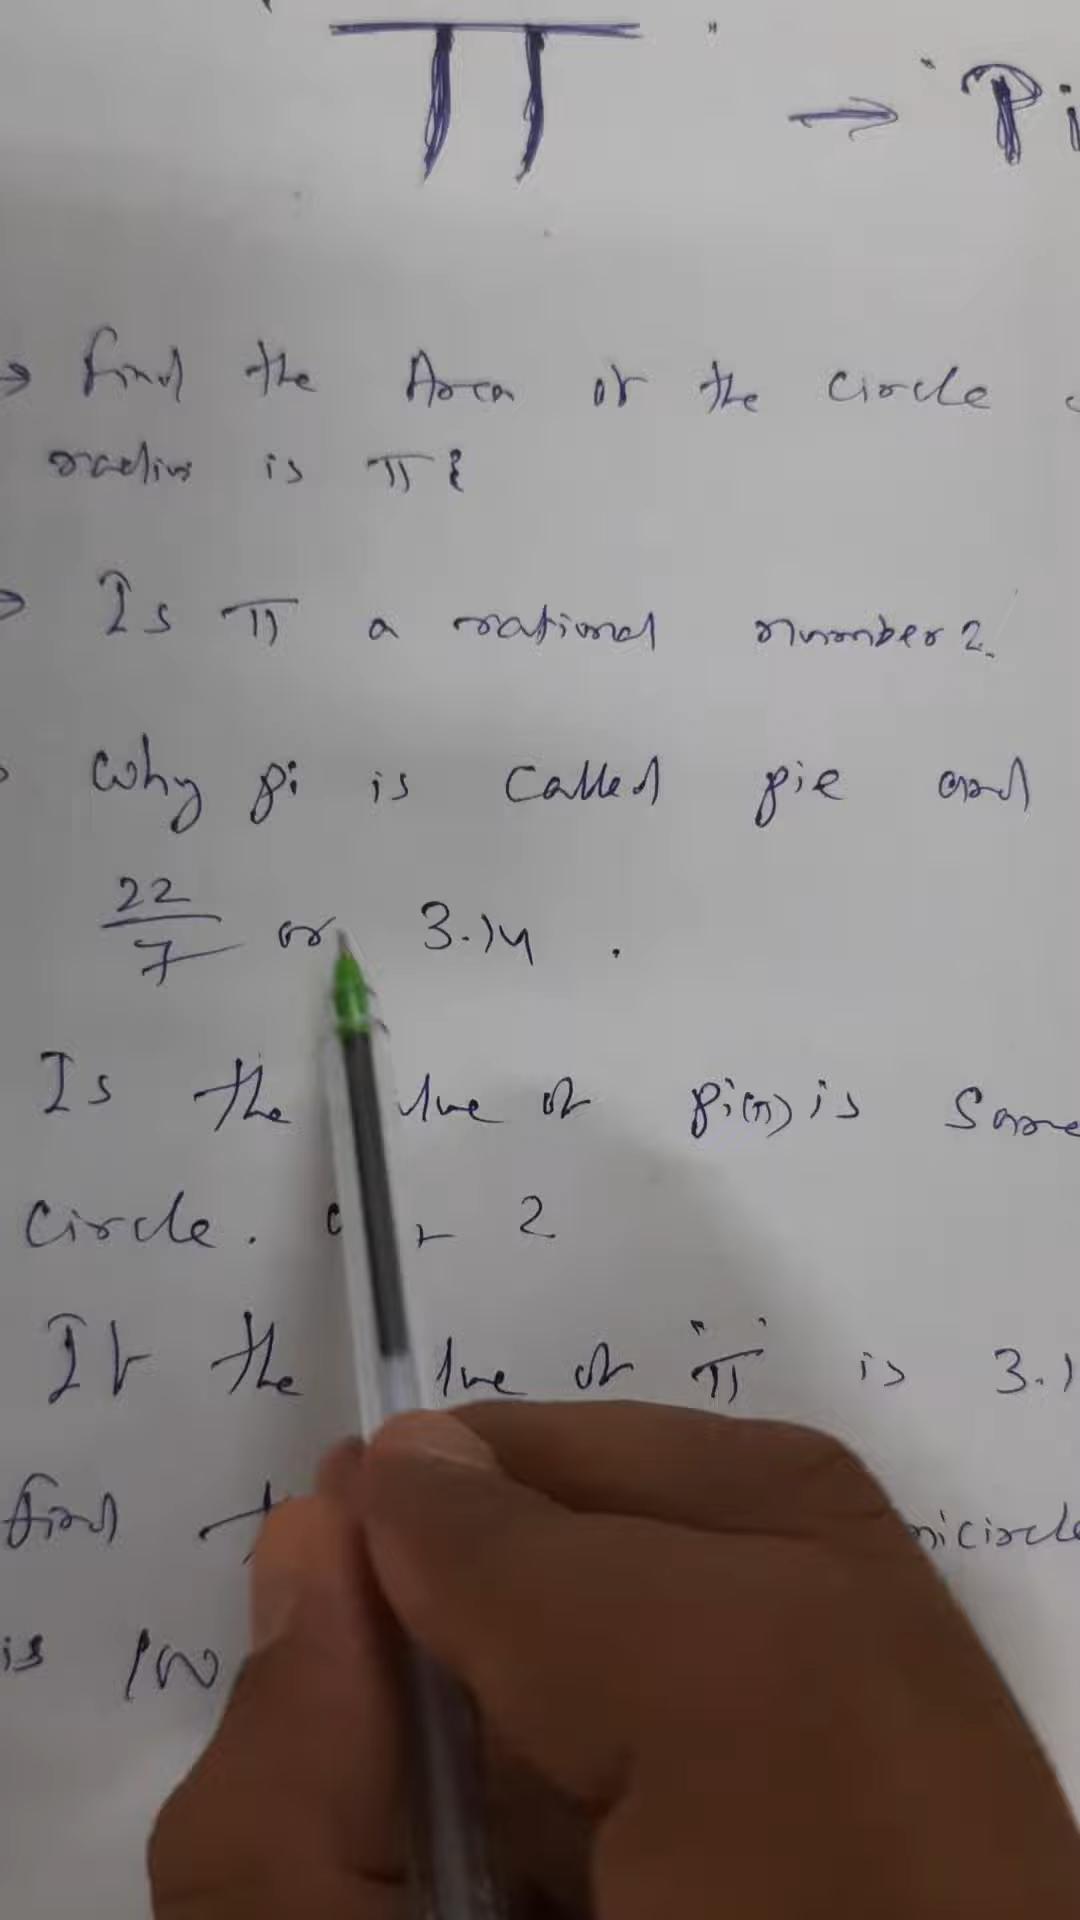 π " → "Pi
→ find the Area of the circle
radius is π?
→ Is π a rational number?
Why pi is called pie and
22/7 or 3.14 .
Is the of pi(π) is Same
Circle. 2
If the of "π" is 3.1
find
is 100